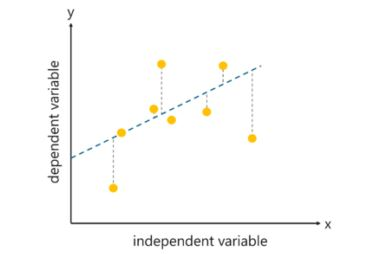 y
dependent variable
x
independent variable